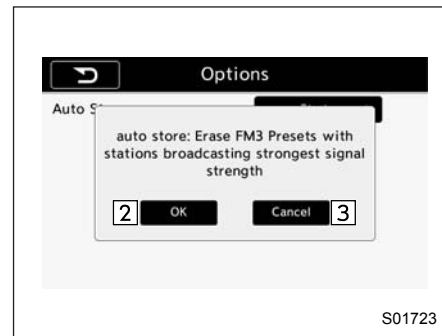 Options
Auto S
auto store: Erase FM3 Presets with
stations broadcasting strongest signal
strength
2 OK Cancel 3
S01723